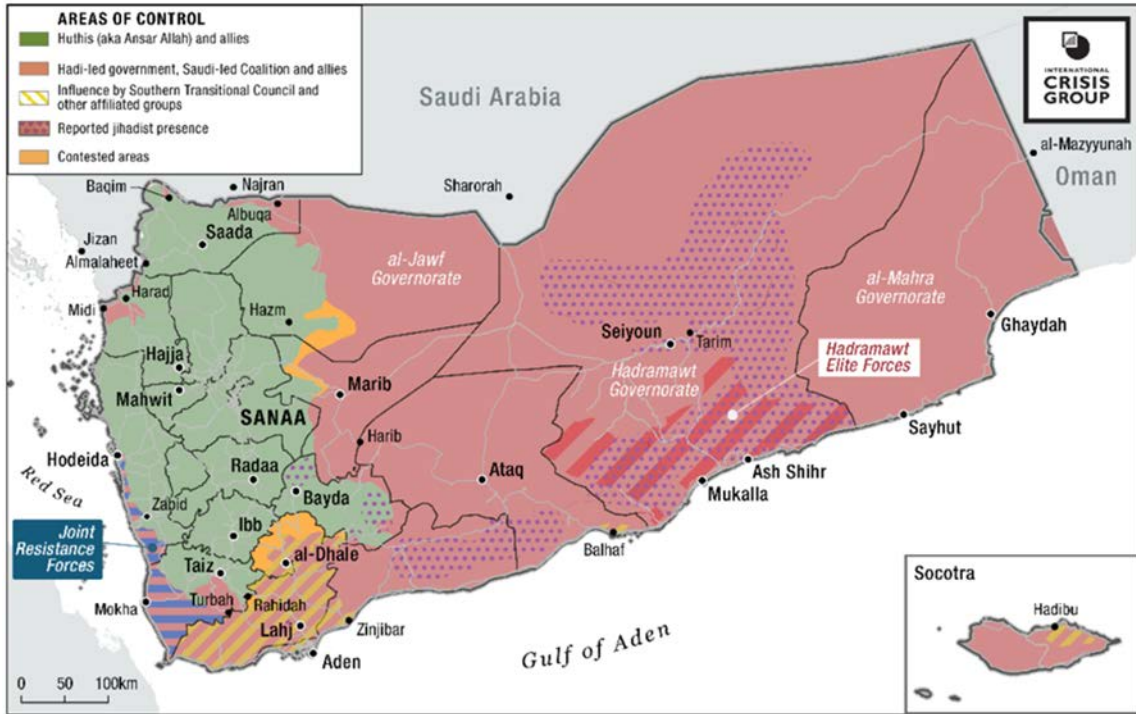 AREAS OF CONTROL
Huthis (aka Ansar Allah) and allies
Hadi-led government, Saudi-led Coalition and allies
Influence by Southern Transitional Council and
other affiliated groups
Reported jihadist presence
Contested areas
INTERNATIONAL
CRISIS
GROUP
Saudi Arabia
al-Mazyyunah
Oman
Baqim
Najran
Sharorah
Albuqa
Saada
Jizan
Almalaheet
al-Jawf
Governorate
al-Mahra
Governorate
Harad
Midi
Hazm
Ghaydah
Seiyoun
Tarim
Hajja
Hadramawt
Governorate
Hadramawt
Elite Forces
Mahwit
Marib
SANAA
Harib
Sayhut
Hodeida
Radaa
Ataq
Ash Shihr
Red Sea
Bayda
Mukalla
Zabid
Ibb
Joint
Resistance
Forces
al-Dhale
Balhaf
Taiz
Socotra
Turbah
Rahidah
Mokha
Lahj
Zinjibar
Hadibu
Aden
Gulf of Aden
0 50 100km